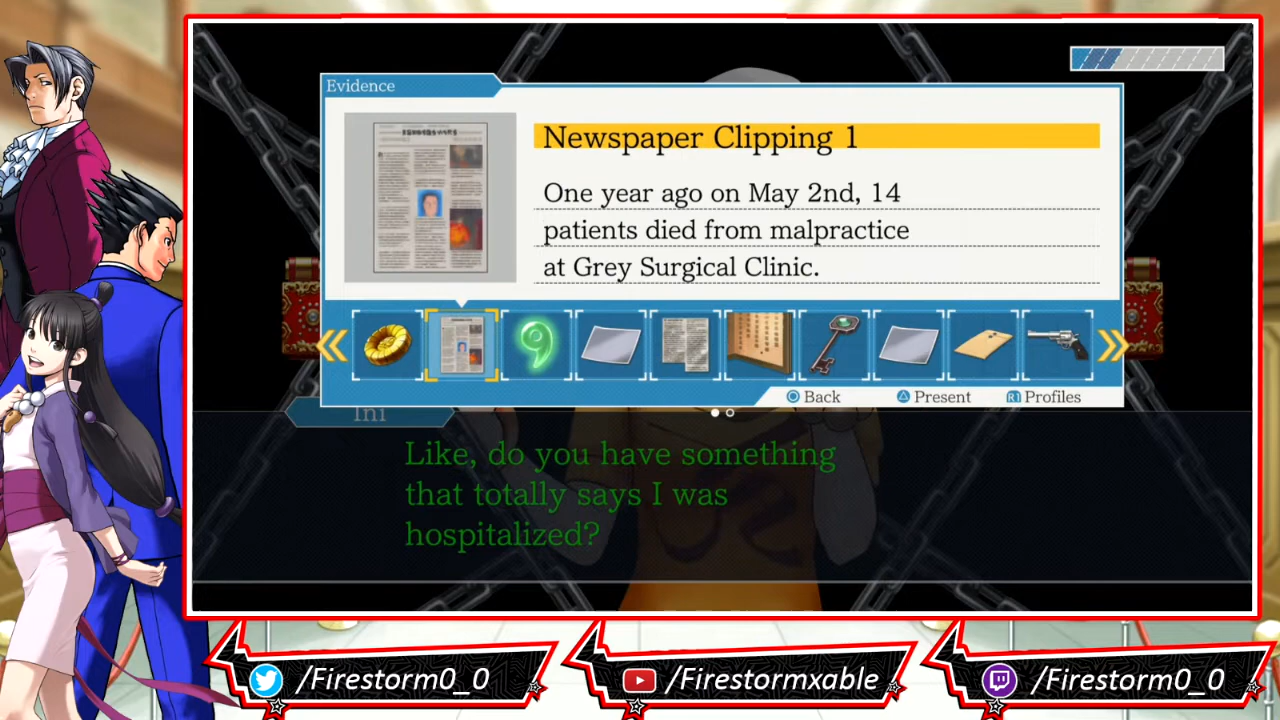 Evidence
Newspaper Clipping 1
One year ago on May 2nd, 14
patients died from malpractice
at Grey Surgical Clinic.
Back
Present
R1 Profiles
Ini
Like, do you have something
that totally says I was
hospitalized?
/Firestorm0_0
/Firestormxable
/Firestorm0_0